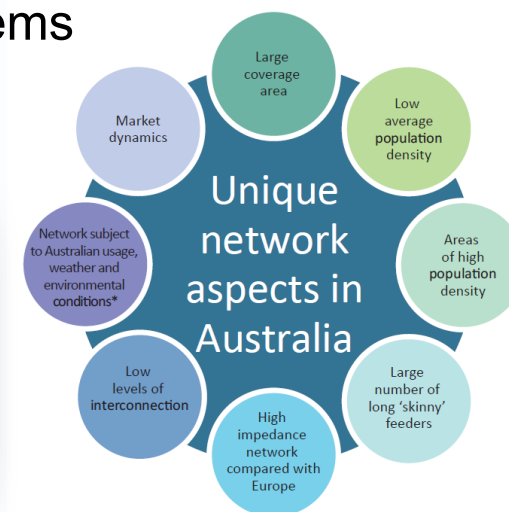 ems
Large
coverage
area
Low
average
population
density
Areas
of high
population
density
Large
number of
long ‘skinny’
feeders
High
impedance
network
compared with
Europe
Low
levels of
interconnection
Network subject
to Australian usage,
weather and
environmental
conditions*
Market
dynamics
Unique
network
aspects in
Australia